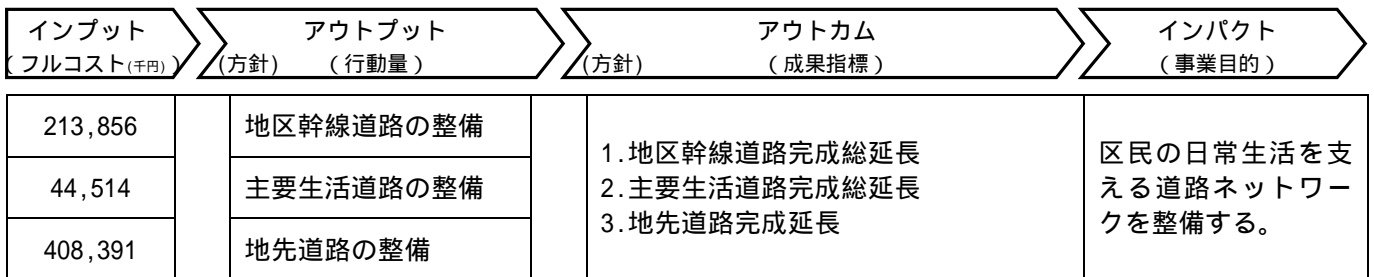 インプット
(フルコスト(千円))
アウトプット
(方針) (行動量)
アウトカム
(方針) (成果指標)
インパクト
(事業目的)
213,856
地区幹線道路の整備
44,514
主要生活道路の整備
408,391
地先道路の整備
1.地区幹線道路完成総延長
2.主要生活道路完成総延長
3.地先道路完成延長
区民の日常生活を支
える道路ネットワー
クを整備する。